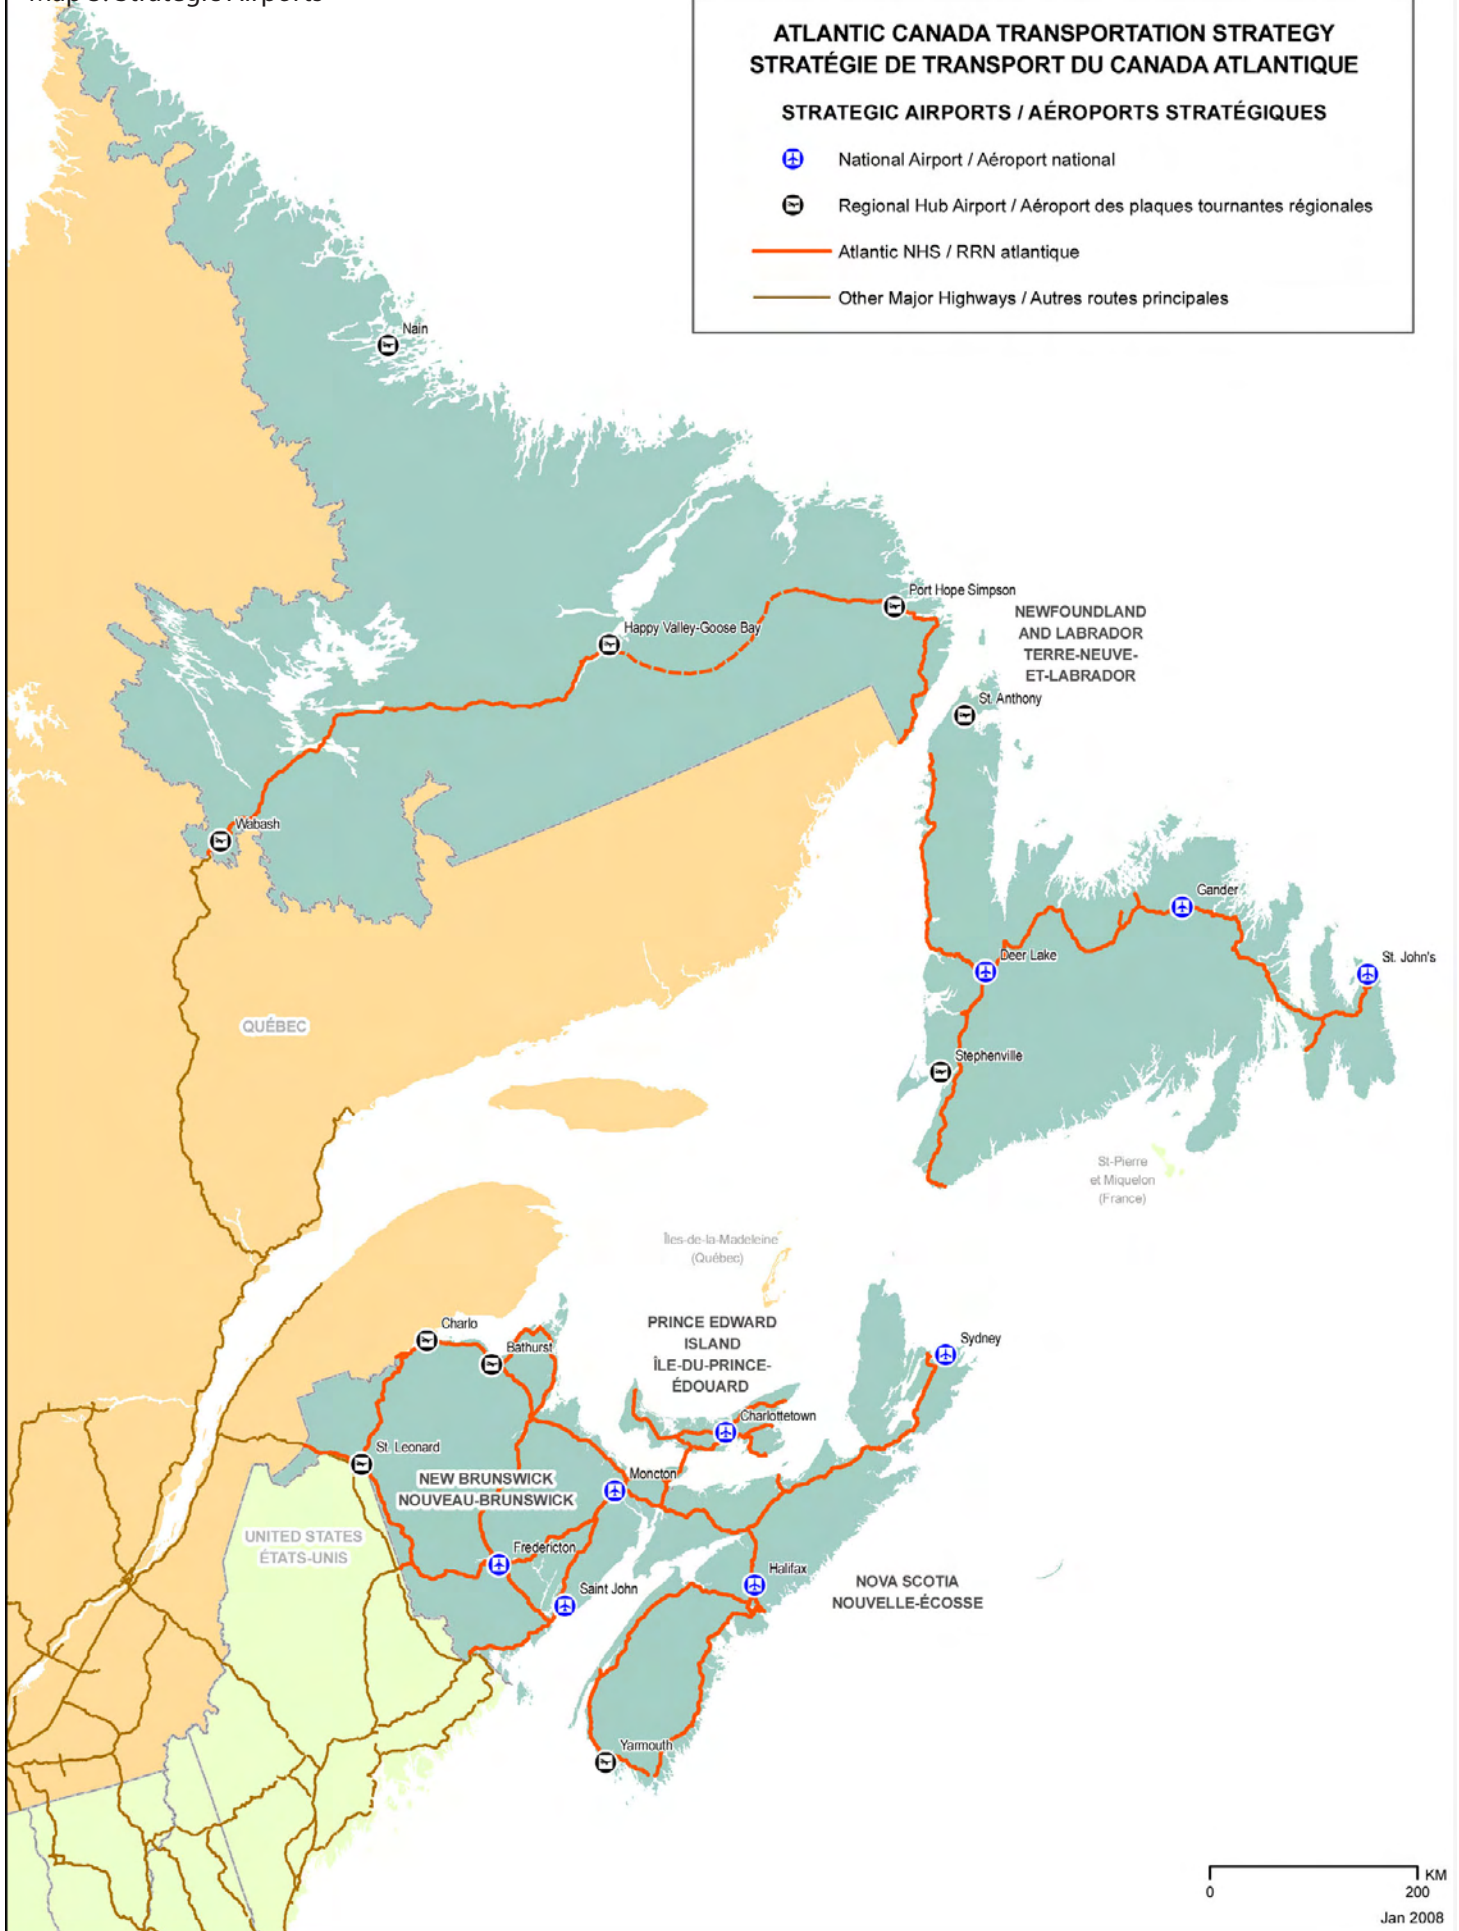 ATLANTIC CANADA TRANSPORTATION STRATEGY
STRATÉGIE DE TRANSPORT DU CANADA ATLANTIQUE
STRATEGIC AIRPORTS / AÉROPORTS STRATÉGIQUES
National Airport / Aéroport national
Regional Hub Airport / Aéroport des plaques tournantes régionales
Atlantic NHS / RRN atlantique
Other Major Highways / Autres routes principales
Nain
Port Hope Simpson
NEWFOUNDLAND
AND LABRADOR
TERRE-NEUVE-
ET-LABRADOR
Happy Valley-Goose Bay
St. Anthony
Wabash
Gander
Deer Lake
St. John's
QUÉBEC
Stephenville
St-Pierre
et Miquelon
(France)
Îles-de-la-Madeleine
(Québec)
PRINCE EDWARD
ISLAND
ÎLE-DU-PRINCE-
ÉDOUARD
Charlo
Bathurst
Sydney
Charlottetown
St. Leonard
Moncton
NEW BRUNSWICK
NOUVEAU-BRUNSWICK
UNITED STATES
ÉTATS-UNIS
Fredericton
Saint John
Halifax
NOVA SCOTIA
NOUVELLE-ÉCOSSE
Yarmouth
KM
0 200
Jan 2008